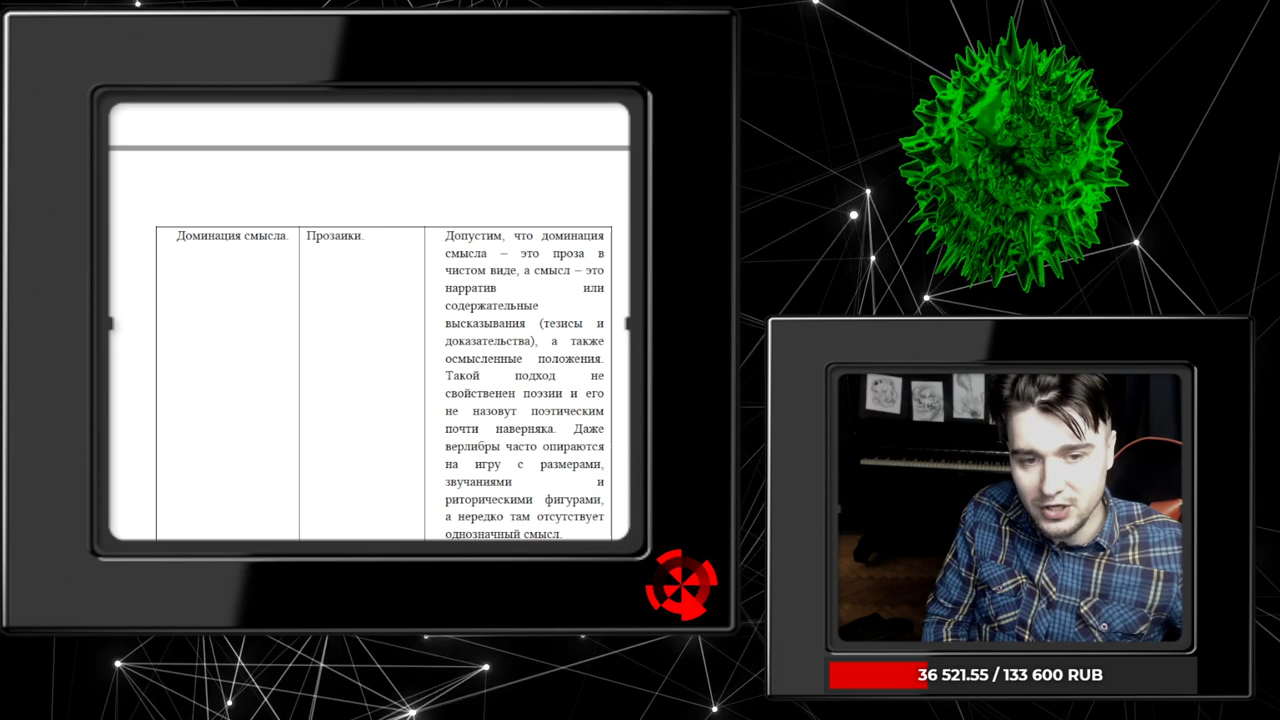 Доминация смысла.
Прозаики.
Допустим, что доминация
смысла – это проза в
чистом виде, а смысл – это
нарратив или
содержательные
высказывания (тезисы и
доказательства), а также
осмысленные положения.
Такой подход не
свойственен поэзии и его
не назовут поэтическим
почти наверняка. Даже
верлибры часто опираются
на игру с размерами,
звучаниями и
риторическими фигурами,
а нередко там отсутствует
однозначный смысл.
36 521.55 / 133 600 RUB